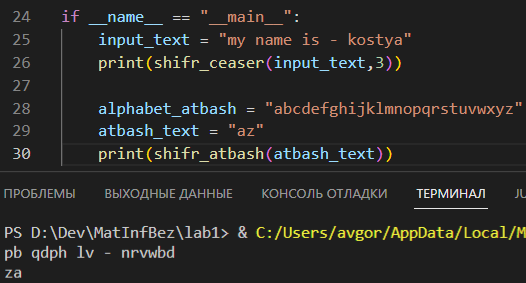 24 if __name__ == "__main__":
25 input_text = "my name is - kostya"
26 print(shifr_ceaser(input_text,3))
27
28 alphabet_atbash = "abcdefghijklmnopqrstuvwxyz"
29 atbash_text = "az"
30 print(shifr_atbash(atbash_text))
ПРОБЛЕМЫ ВЫХОДНЫЕ ДАННЫЕ КОНСОЛЬ ОТЛАДКИ ТЕРМИНАЛ JU
PS D:\Dev\MatInfBez\lab1> & C:/Users/avgor/AppData/Local/M
pb qdph lv - nrvwbd
za